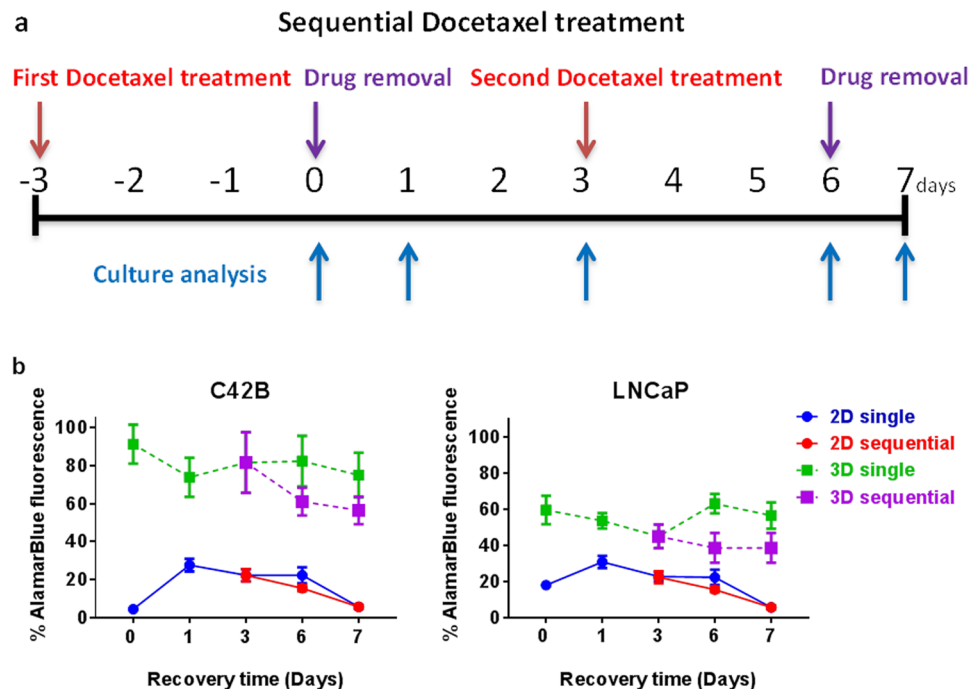 a
Sequential Docetaxel treatment
First Docetaxel treatment
Drug removal
Second Docetaxel treatment
Drug removal
-3 -2 -1 0 1 2 3 4 5 6 7 days
Culture analysis
b
C42B
% AlamarBlue fluorescence
100
80
60
40
20
0
0 1 3 6 7
Recovery time (Days)
LNCaP
% AlamarBlue fluorescence
100
80
60
40
20
0
0 1 3 6 7
Recovery time (Days)
2D single
2D sequential
3D single
3D sequential